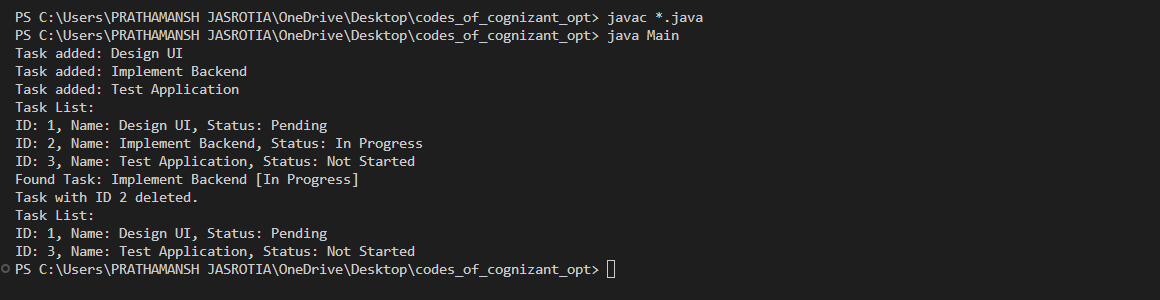 PS C:\Users\PRATHAMANSH JASROTIA\OneDrive\Desktop\codes_of_cognizant_opt> javac *.java
PS C:\Users\PRATHAMANSH JASROTIA\OneDrive\Desktop\codes_of_cognizant_opt> java Main
Task added: Design UI
Task added: Implement Backend
Task added: Test Application
Task List:
ID: 1, Name: Design UI, Status: Pending
ID: 2, Name: Implement Backend, Status: In Progress
ID: 3, Name: Test Application, Status: Not Started
Found Task: Implement Backend [In Progress]
Task with ID 2 deleted.
Task List:
ID: 1, Name: Design UI, Status: Pending
ID: 3, Name: Test Application, Status: Not Started
PS C:\Users\PRATHAMANSH JASROTIA\OneDrive\Desktop\codes_of_cognizant_opt>